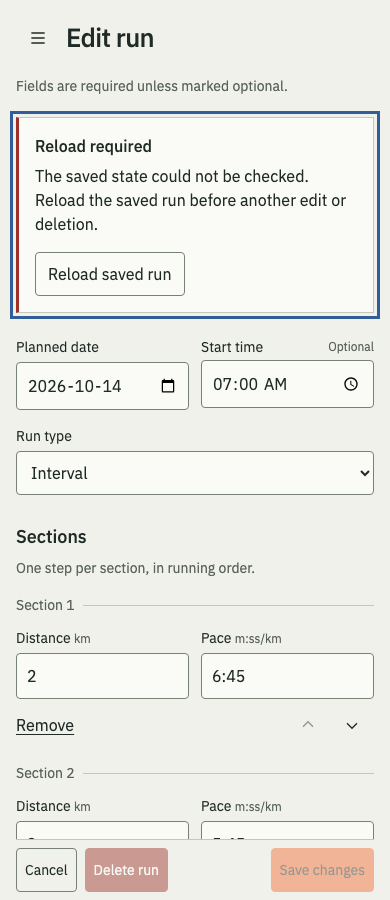 Edit run
Fields are required unless marked optional.
Reload required
The saved state could not be checked.
Reload the saved run before another edit or
deletion.
Reload saved run
Planned date
Start time Optional
2026-10-14
07:00 AM
Run type
Interval
Sections
One step per section, in running order.
Section 1
Distance km
Pace m:ss/km
2
6:45
Remove
Section 2
Distance km
Pace m:ss/km
Cancel
Delete run
Save changes